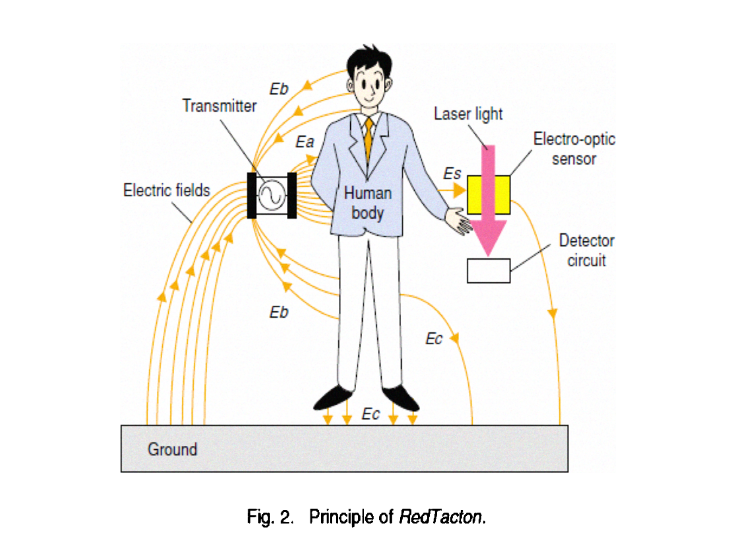 Eb
Transmitter
Laser light
Ea
Electro-optic
sensor
Es
Electric fields
Human
body
Detector
circuit
Eb
Ec
Ec
Ground
Fig. 2. Principle of RedTacton.